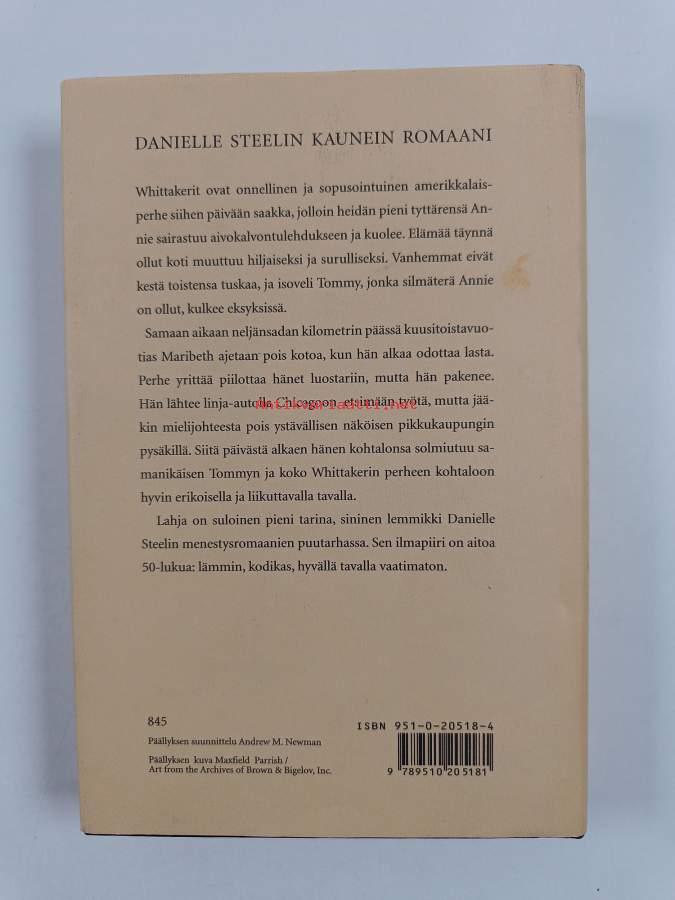 DANIELLE STEELIN KAUNEIN ROMAANI
Whittakerit ovat onnellinen ja sopusointuinen amerikkalais-
perhe siihen päivään saakka, jolloin heidän pieni tyttärensä An-
nie sairastuu aivokalvontulehdukseen ja kuolee. Elämää täynnä
ollut koti muuttuu hiljaiseksi ja surulliseksi. Vanhemmat eivät
kestä toistensa tuskaa, ja isoveli Tommy, jonka silmäterä Annie
on ollut, kulkee eksyksissä.
Samaan aikaan neljänsadan kilometrin päässä kuusitoistavuo-
tias Maribeth ajetaan pois kotoa, kun hän alkaa odottaa lasta.
Perhe yrittää piilottaa hänet luostariin, mutta hän pakenee.
Hän lähtee linja-autolla Chicagoon etsimään työtä, mutta jää-
kin mielijohteesta pois ystävällisen näköisen pikkukaupungin
pysäkillä. Siitä päivästä alkaen hänen kohtalonsa solmiutuu sa-
manikäisen Tommyn ja koko Whittakerin perheen kohtaloon
hyvin erikoisella ja liikuttavalla tavalla.
Lahja on suloinen pieni tarina, sininen lemmikki Danielle
Steelin menestysromaanien puutarhassa. Sen ilmapiiri on aitoa
50-lukua: lämmin, kodikas, hyvällä tavalla vaatimaton.
845
Päällyksen suunnittelu Andrew M. Newman
Päällyksen kuva Maxfield Parrish /
Art from the Archives of Brown & Bigelov, Inc.
ISBN 951-0-20518-4
9 789510 205181